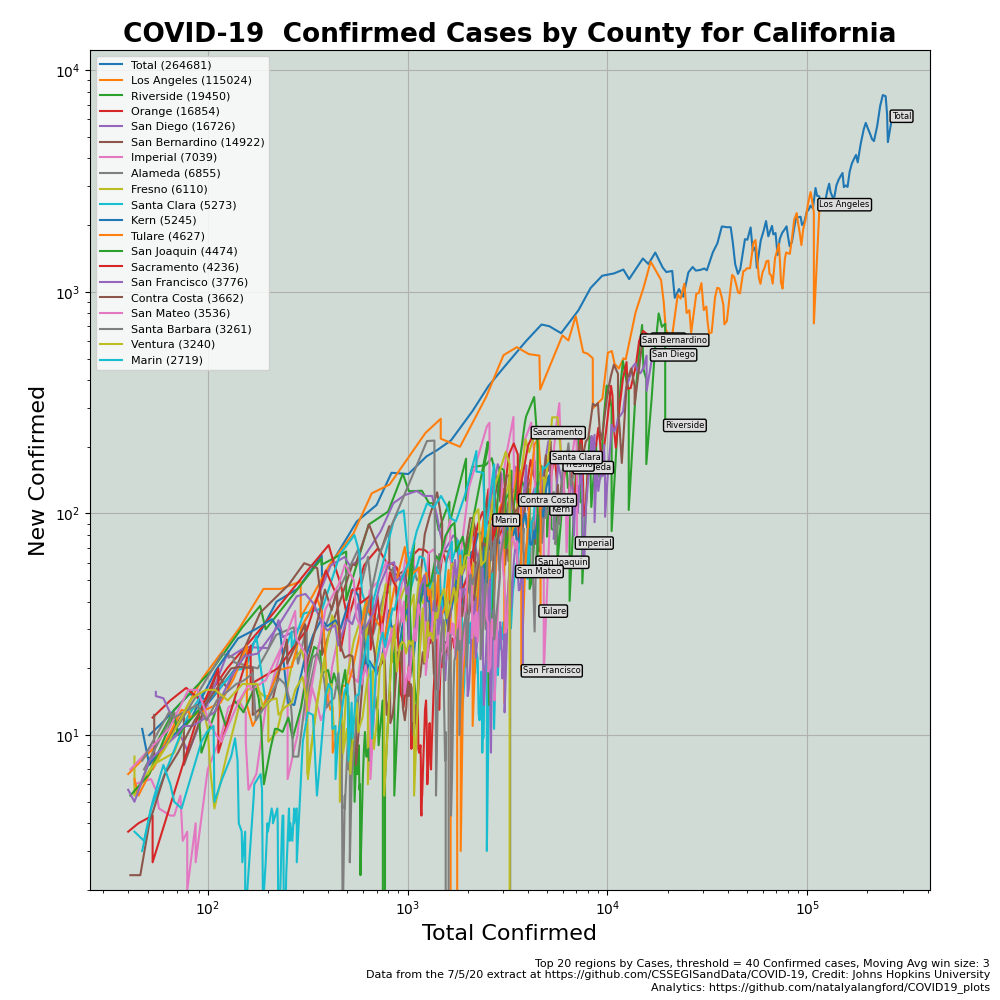 COVID-19  Confirmed Cases by County for California
Total (264681)
Los Angeles (115024)
Riverside (19450)
Orange (16854)
San Diego (16726)
San Bernardino (14922)
Imperial (7039)
Alameda (6855)
Fresno (6110)
Santa Clara (5273)
Kern (5245)
Tulare (4627)
San Joaquin (4474)
Sacramento (4236)
San Francisco (3776)
Contra Costa (3662)
San Mateo (3536)
Santa Barbara (3261)
Ventura (3240)
Marin (2719)
New Confirmed
10⁴
10³
10²
10¹
Total
Los Angeles
San Bernardino
San Diego
Riverside
Sacramento
Santa Clara
Contra Costa
Kern
Marin
Imperial
San Joaquin
San Mateo
Tulare
San Francisco
10²
10³
10⁴
10⁵
Total Confirmed
Top 20 regions by Cases, threshold = 40 Confirmed cases, Moving Avg win size: 3
Data from the 7/5/20 extract at https://github.com/CSSEGISandData/COVID-19, Credit: Johns Hopkins University
Analytics: https://github.com/natalyalangford/COVID19_plots